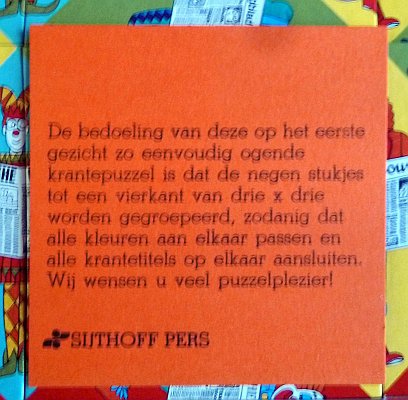 De bedoeling van deze op het eerste
gezicht zo eenvoudig ogende
krantepuzzel is dat de negen stukjes
tot een vierkant van drie x drie
worden gegroepeerd, zodanig dat
alle kleuren aan elkaar passen en
alle krantetitels op elkaar aansluiten.
Wij wensen u veel puzzelplezier!
SIJTHOFF PERS